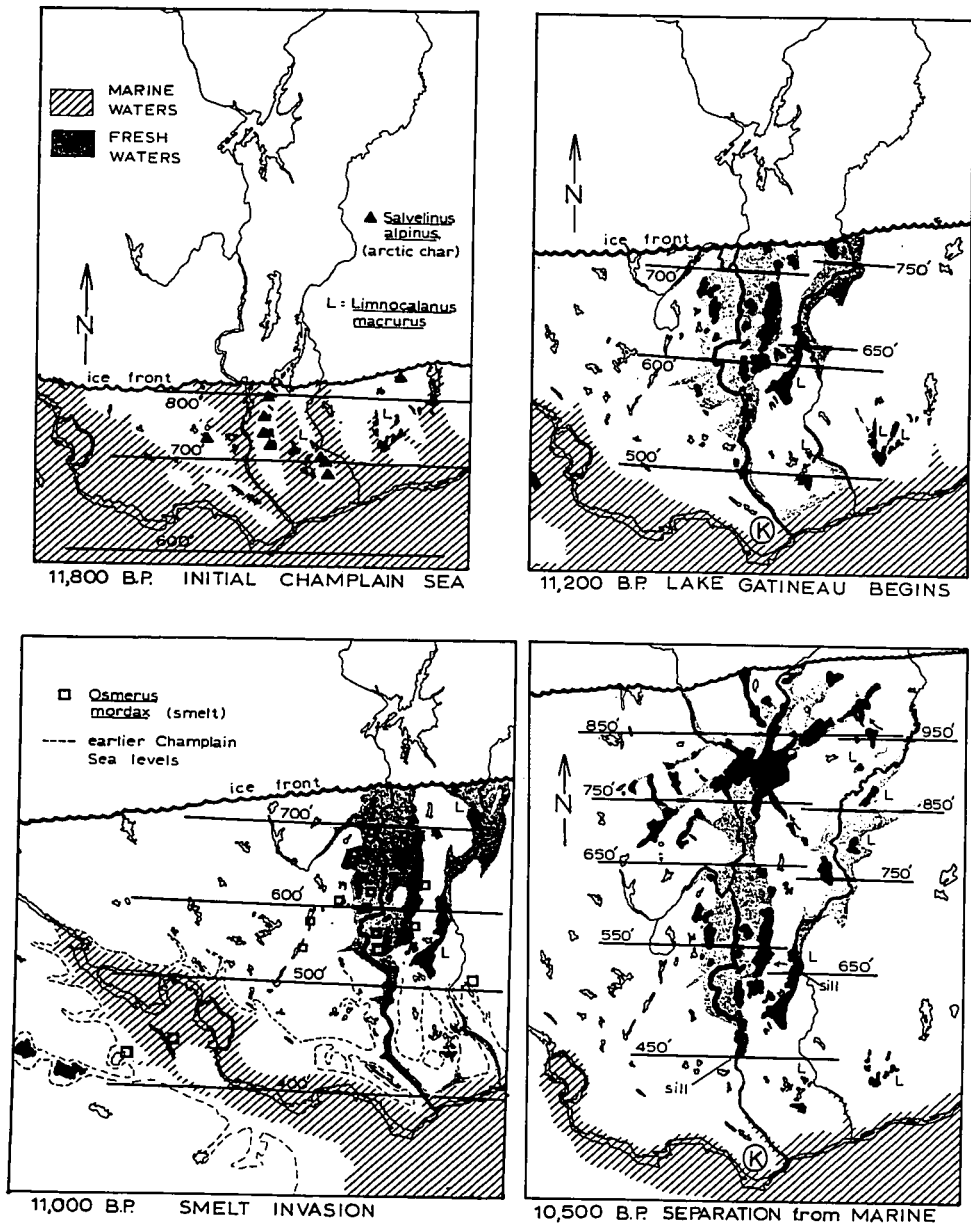 MARINE
WATERS
FRESH
WATERS
▲ Salvelinus
alpinus
(arctic char)
L = Limnocalanus
macrurus
N
ice front
800'
L
L
700'
600'
11,800 B.P. INITIAL CHAMPLAIN SEA
N
ice front
700'
750'
650'
600'
L
L
L
500'
K
11,200 B.P. LAKE GATINEAU BEGINS
Osmerus
mordax (smelt)
---- earlier Champlain
Sea levels
ice front
700'
L
N
600'
L
500'
400'
11,000 B.P. SMELT INVASION
850'
950'
L
N
750'
L
850'
L
650'
750'
550'
L
650'
sill
450'
sill
L
L
K
10,500 B.P. SEPARATION from MARINE